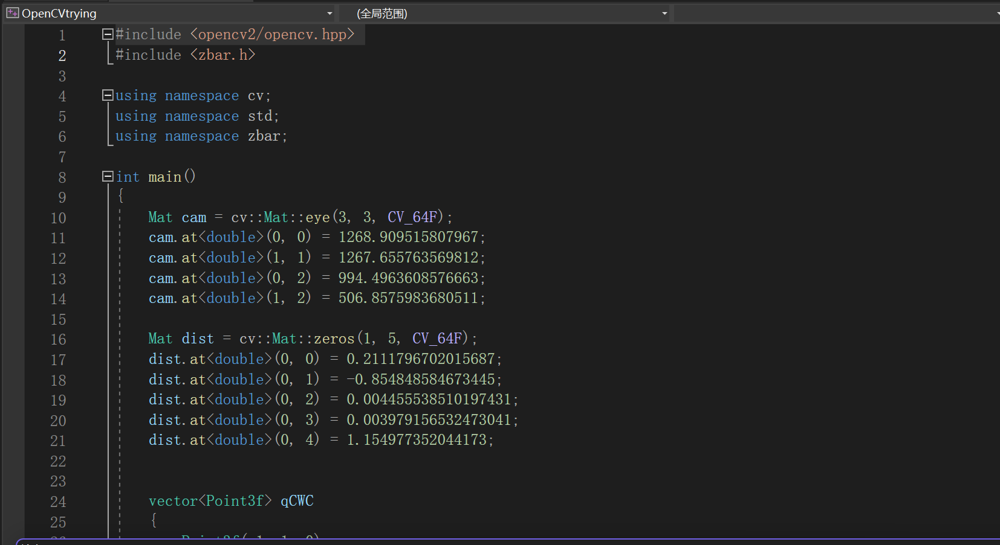 OpenCVtrying
(全局范围)
1 #include <opencv2/opencv.hpp>
2 #include <zbar.h>
3
4 using namespace cv;
5 using namespace std;
6 using namespace zbar;
7
8 int main()
9 {
10 Mat cam = cv::Mat::eye(3, 3, CV_64F);
11 cam.at<double>(0, 0) = 1268.909515807967;
12 cam.at<double>(1, 1) = 1267.655763569812;
13 cam.at<double>(0, 2) = 994.4963608576663;
14 cam.at<double>(1, 2) = 506.8575983680511;
15
16 Mat dist = cv::Mat::zeros(1, 5, CV_64F);
17 dist.at<double>(0, 0) = 0.2111796702015687;
18 dist.at<double>(0, 1) = -0.854848584673445;
19 dist.at<double>(0, 2) = 0.004455538510197431;
20 dist.at<double>(0, 3) = 0.003979156532473041;
21 dist.at<double>(0, 4) = 1.154977352044173;
22
23
24 vector<Point3f> qCWC
25 {